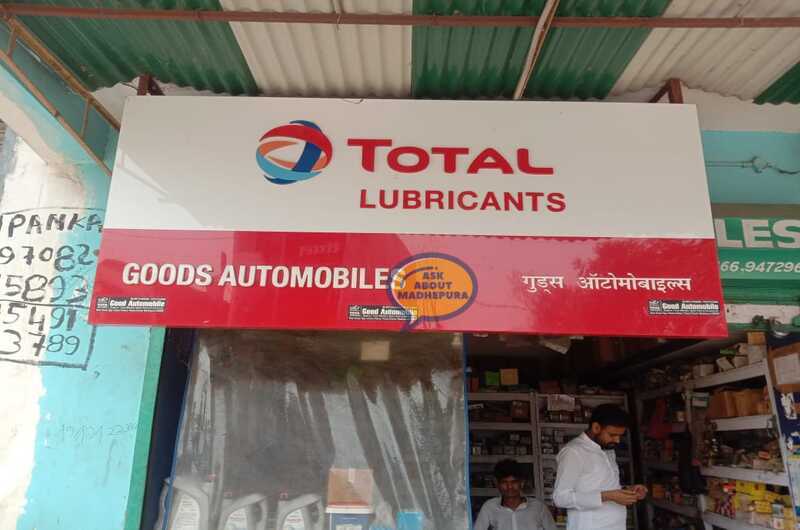 TOTAL
LUBRICANTS
GOODS AUTOMOBILES
गुड्स ऑटोमोबाइल्स
ASK
ABOUT
MADHEPURA
Good Automobile
Good Automobile
Good Automobile
PANKA
97082
5893
5491
3789
LES
66.94729